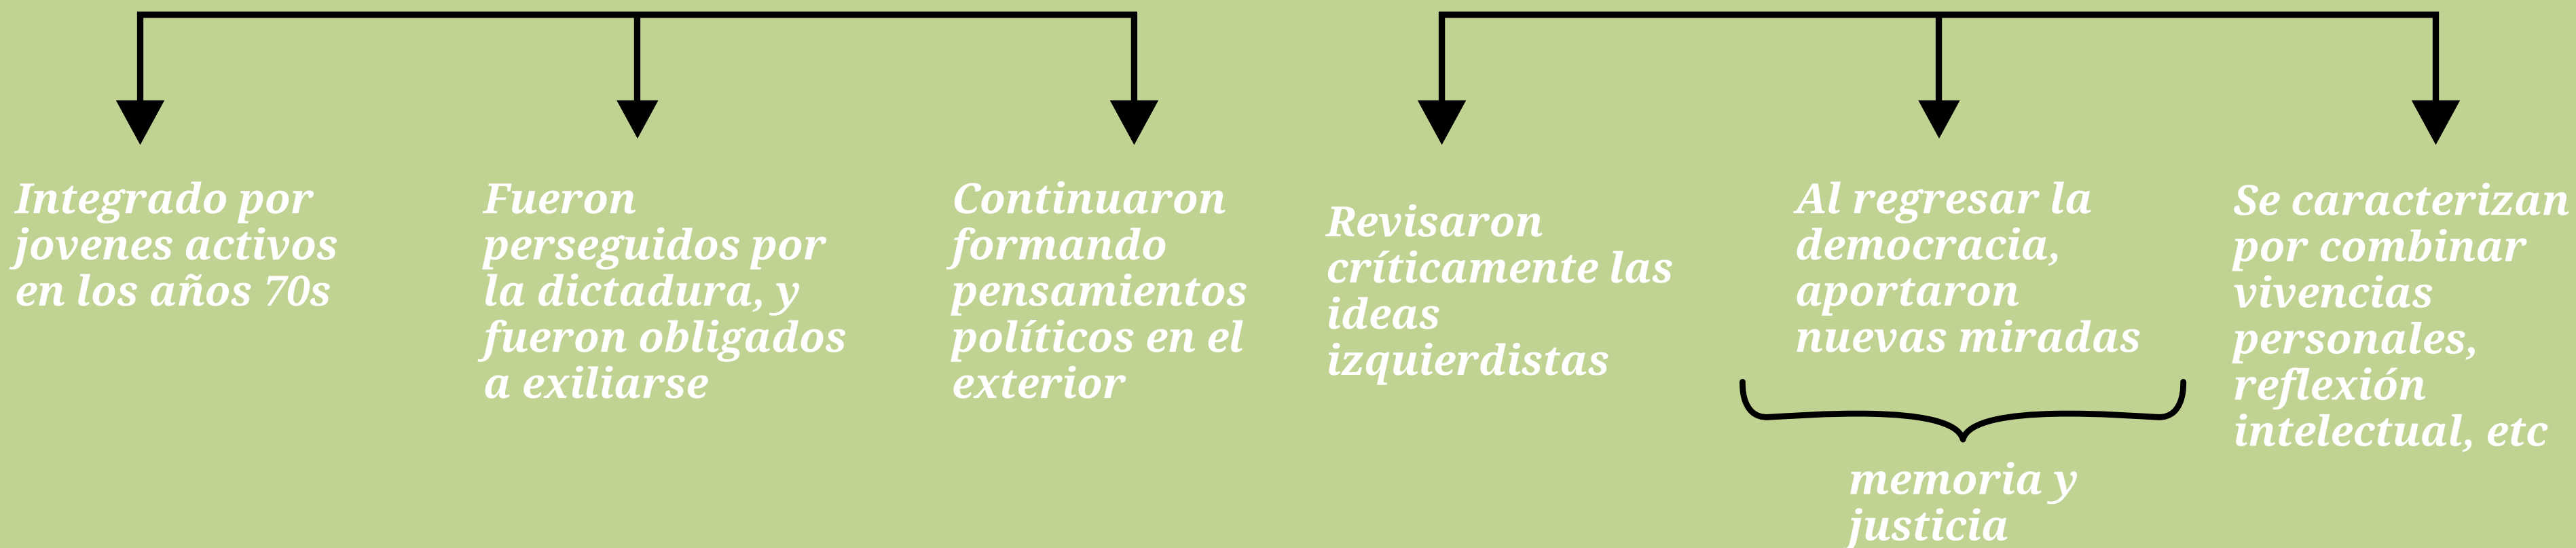 Integrado por
jovenes activos
en los años 70s
Fueron
perseguidos por
la dictadura, y
fueron obligados
a exiliarse
Continuaron
formando
pensamientos
políticos en el
exterior
Revisaron
críticamente las
ideas
izquierdistas
Al regresar la
democracia,
aportaron
nuevas miradas
memoria y
justicia
Se caracterizan
por combinar
vivencias
personales,
reflexión
intelectual, etc